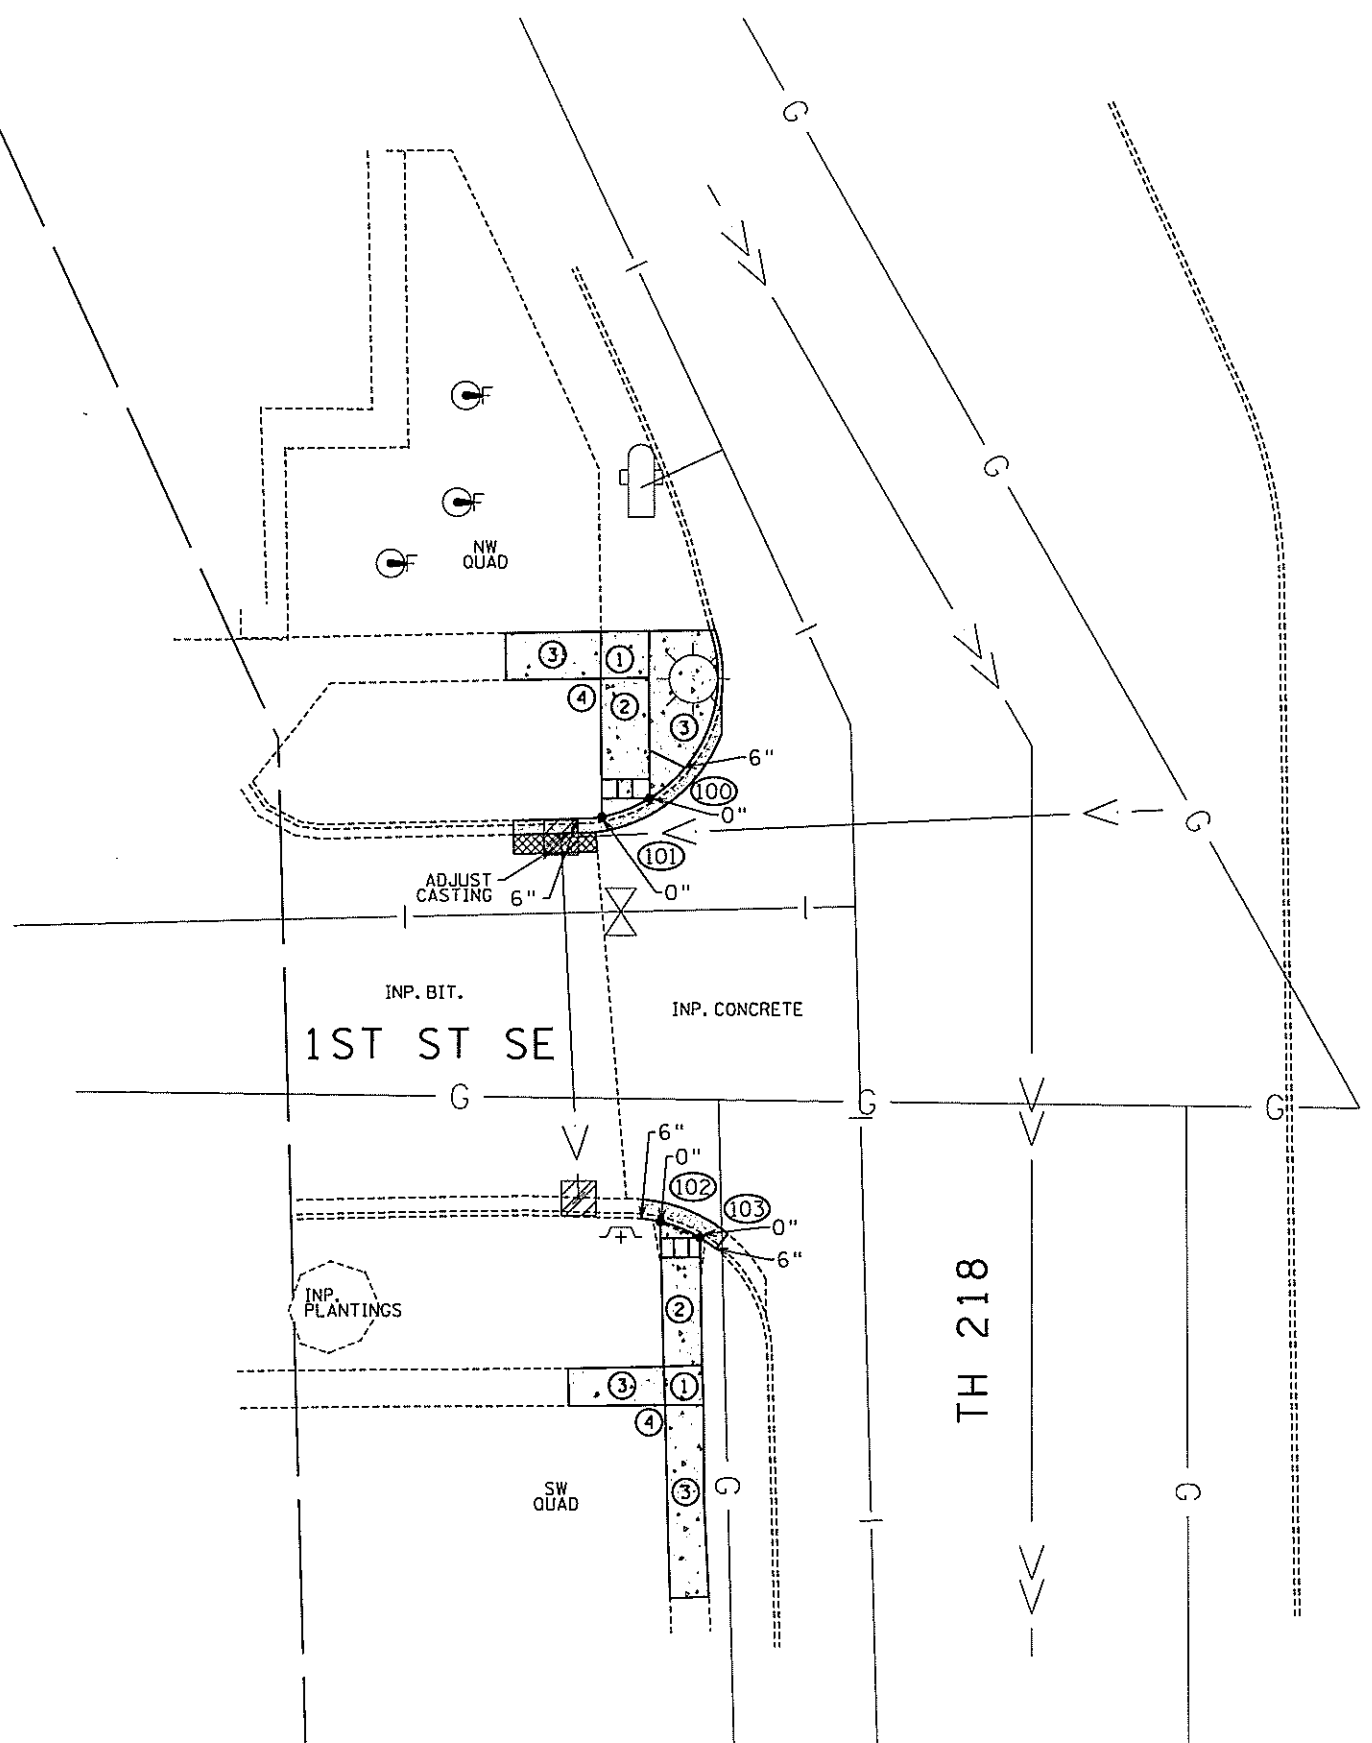 G
G
F
F
F
NW
QUAD
3
1
4
2
3
6"
100
0"
G
101
ADJUST
CASTING
6"
0"
INP. BIT.
INP. CONCRETE
1ST ST SE
G
G
G
6"
0"
102
103
0"
6"
INP.
PLANTINGS
2
TH 218
3
1
4
SW
QUAD
3
G
G